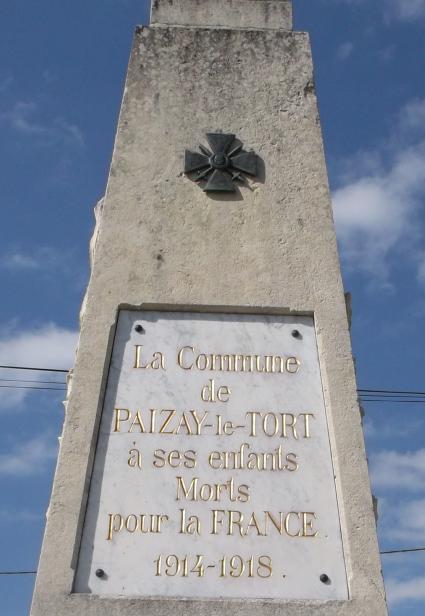 La Commune
de
PAIZAY-le-TORT
à ses enfants
Morts
pour la FRANCE
1914-1918.